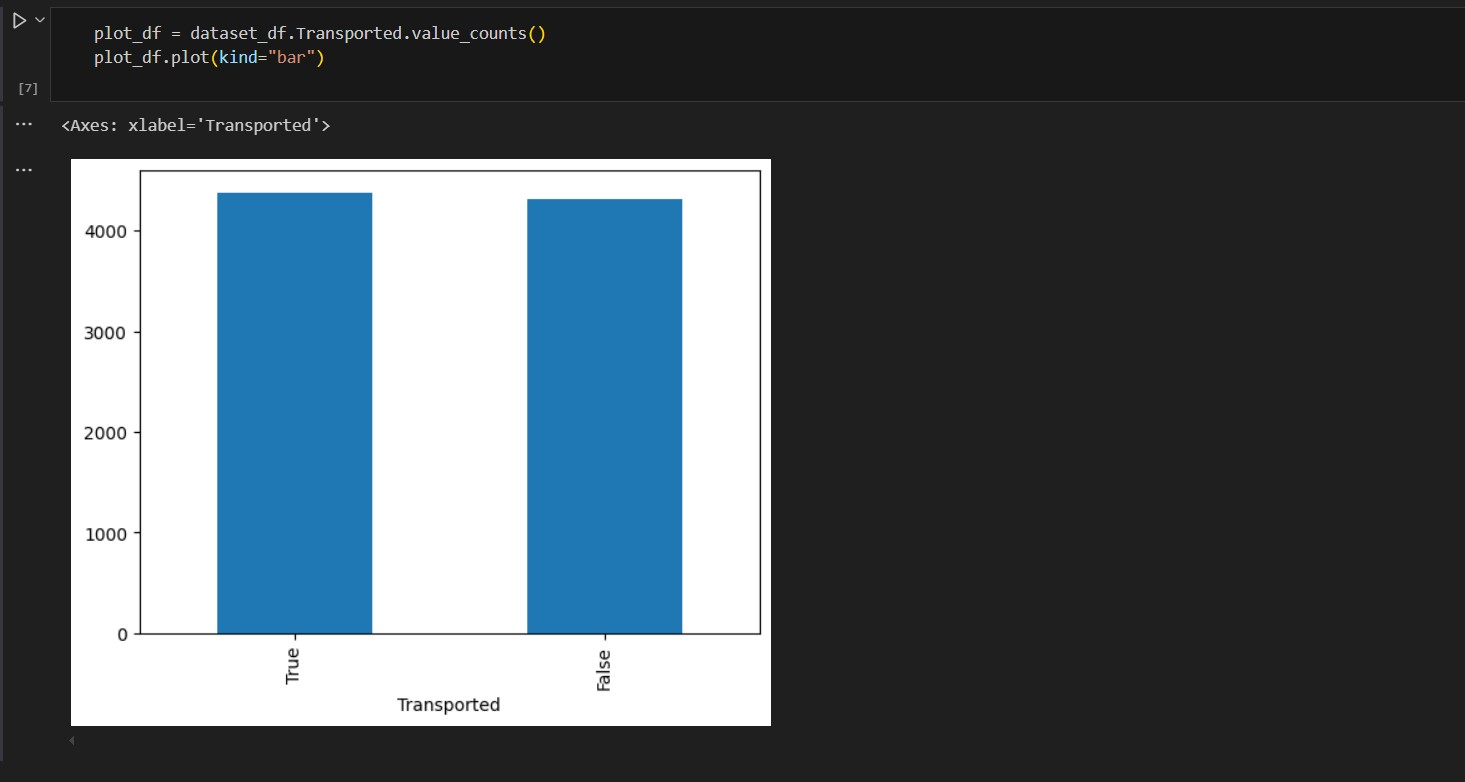 plot_df = dataset_df.Transported.value_counts()
plot_df.plot(kind="bar")
[7]
... <Axes: xlabel='Transported'>
...
4000
3000
2000
1000
0
True False
Transported